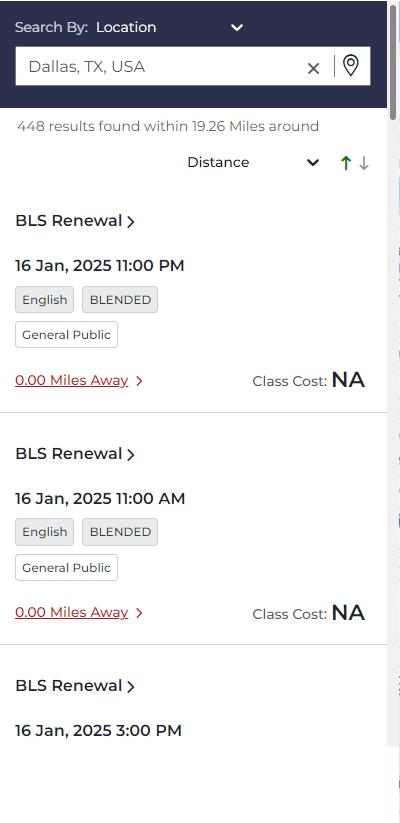 Search By: Location
Dallas, TX, USA
448 results found within 19.26 Miles around
Distance
BLS Renewal
16 Jan, 2025 11:00 PM
English BLENDED
General Public
0.00 Miles Away Class Cost: NA
BLS Renewal
16 Jan, 2025 11:00 AM
English BLENDED
General Public
0.00 Miles Away Class Cost: NA
BLS Renewal
16 Jan, 2025 3:00 PM